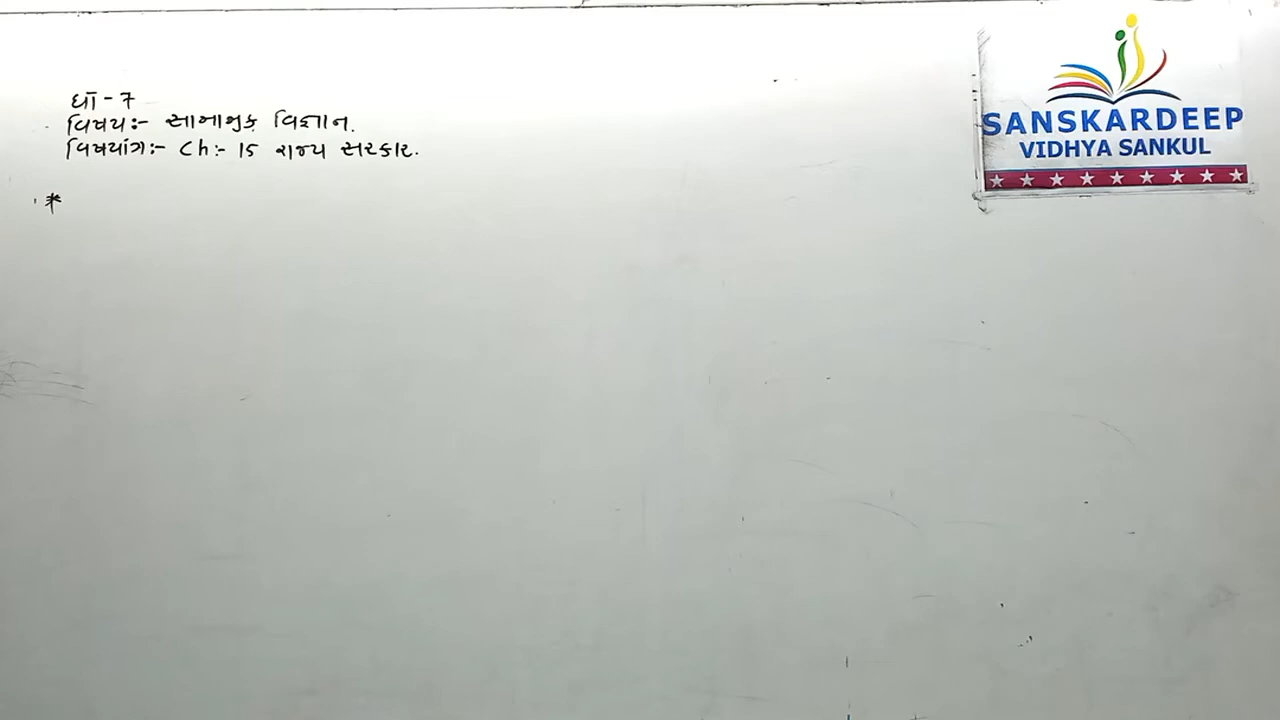 ધો - 7
વિષય:- સામાજીક વિજ્ઞાન.
વિષયાંગ:- Ch:- 15 રાજ્ય સરકાર.
*
SANSKARDEEP
VIDHYA SANKUL